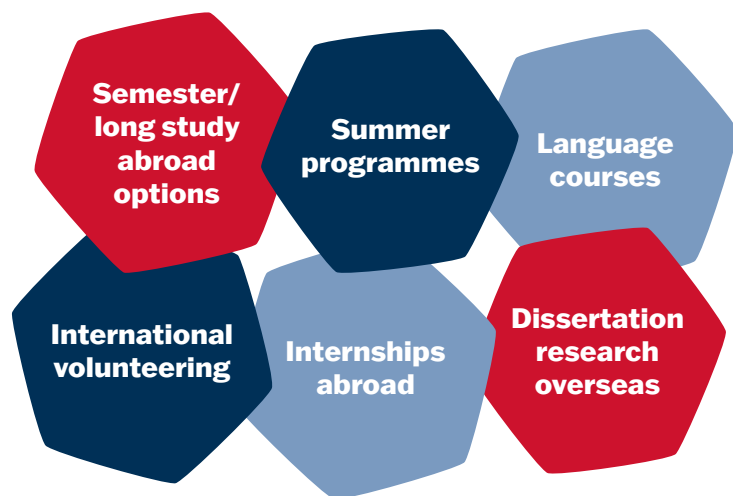 Semester/
long study
abroad
options
Summer
programmes
Language
courses
International
volunteering
Internships
abroad
Dissertation
research
overseas